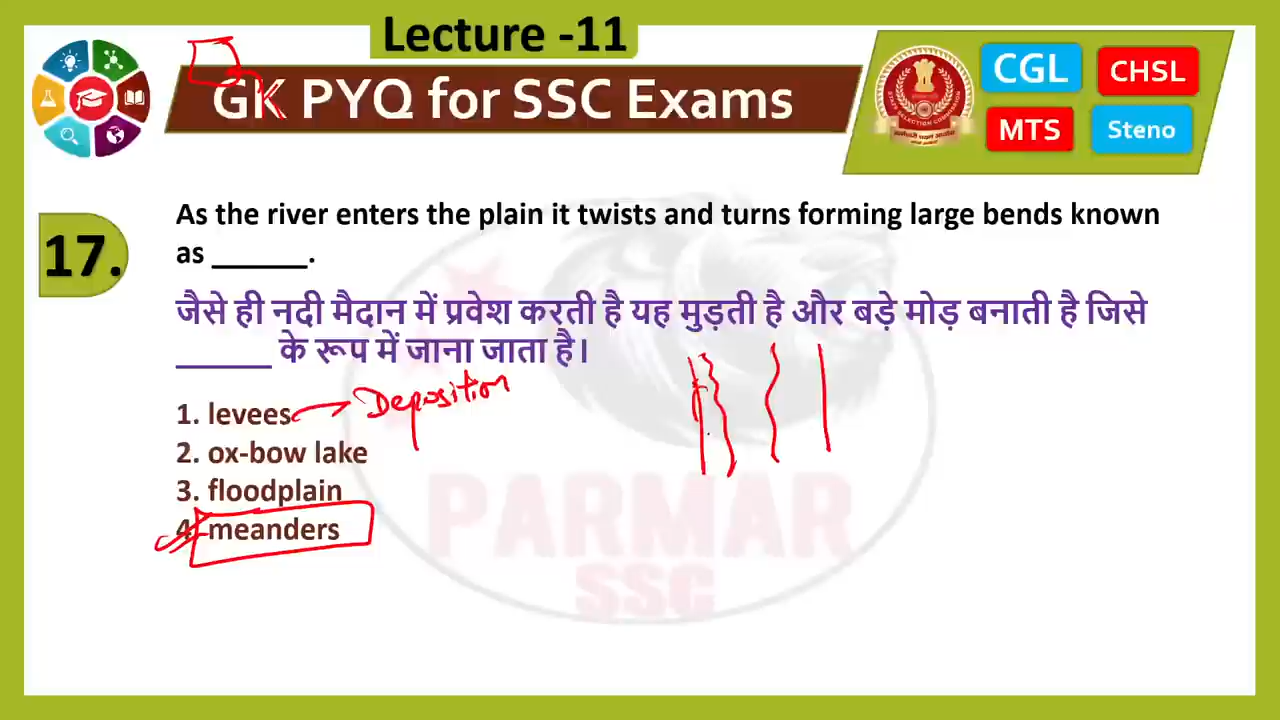 Lecture -11
GK PYQ for SSC Exams
CGL
CHSL
MTS
Steno
17.
As the river enters the plain it twists and turns forming large bends known
as ______.
जैसे ही नदी मैदान में प्रवेश करती है यह मुड़ती है और बड़े मोड़ बनाती है जिसे
______ के रूप में जाना जाता है।
1. levees
Deposition
2. ox-bow lake
3. floodplain
4. meanders
PARMAR
SSC